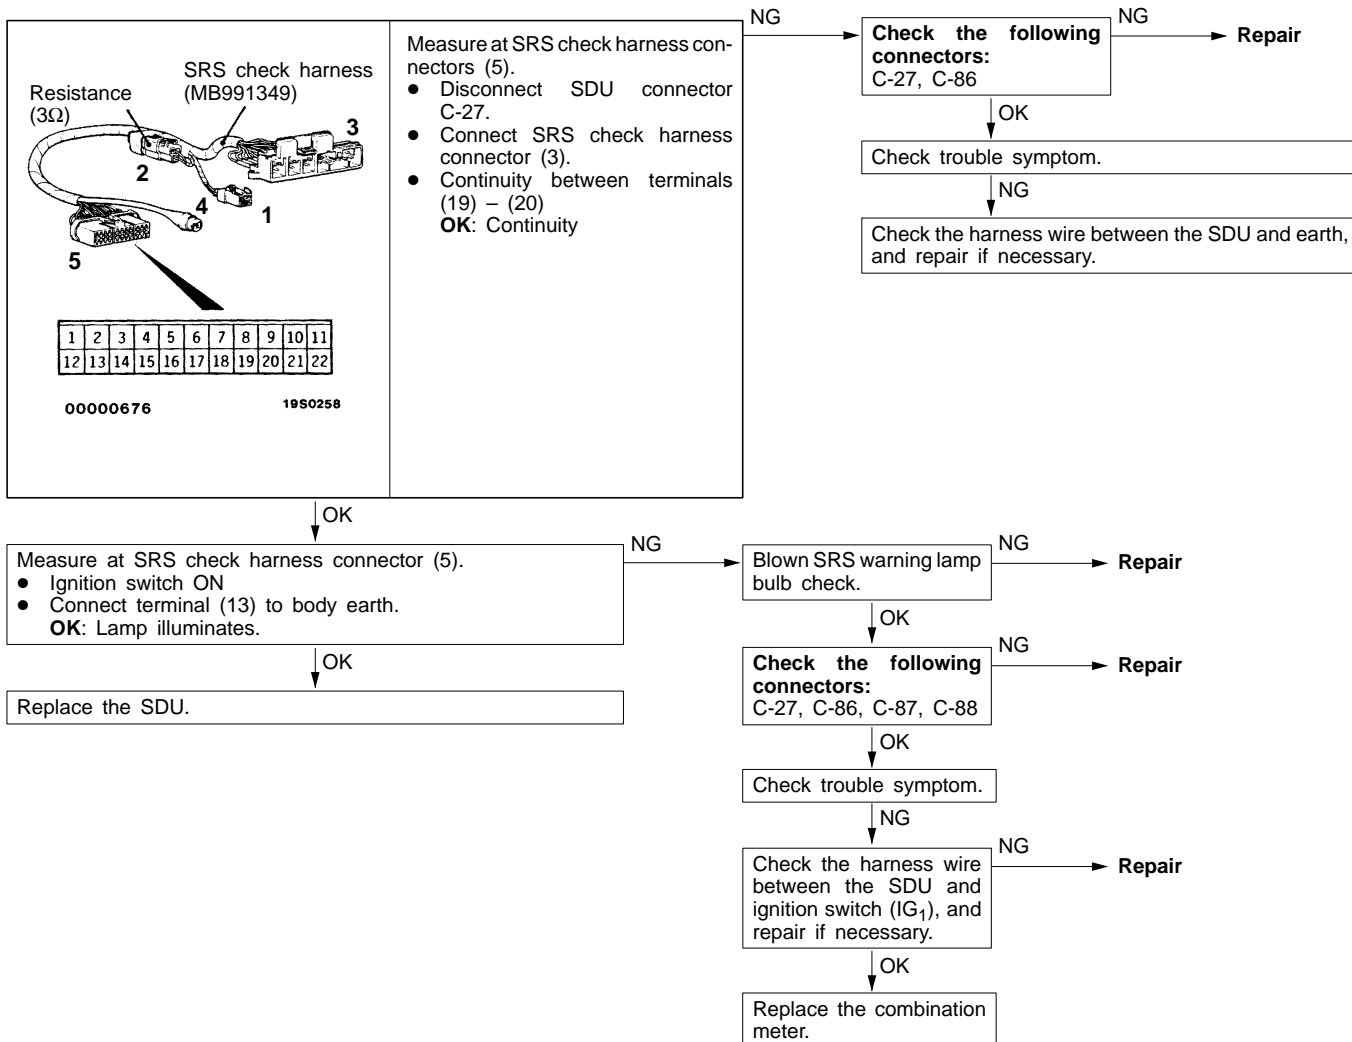 SRS check harness
(MB991349)
Resistance
(3Ω)
3
2
4
1
5
1 2 3 4 5 6 7 8 9 10 11
12 13 14 15 16 17 18 19 20 21 22
00000676
19S0258
Measure at SRS check harness con-
nectors (5).
● Disconnect SDU connector
C-27.
● Connect SRS check harness
connector (3).
● Continuity between terminals
(19) – (20)
OK: Continuity
NG
Check the following
connectors:
C-27, C-86
NG
Repair
OK
Check trouble symptom.
NG
Check the harness wire between the SDU and earth,
and repair if necessary.
OK
Measure at SRS check harness connector (5).
● Ignition switch ON
● Connect terminal (13) to body earth.
OK: Lamp illuminates.
OK
Replace the SDU.
NG
Blown SRS warning lamp
bulb check.
NG
Repair
OK
Check the following
connectors:
C-27, C-86, C-87, C-88
NG
Repair
OK
Check trouble symptom.
NG
Check the harness wire
between the SDU and
ignition switch (IG1), and
repair if necessary.
NG
Repair
OK
Replace the combination
meter.